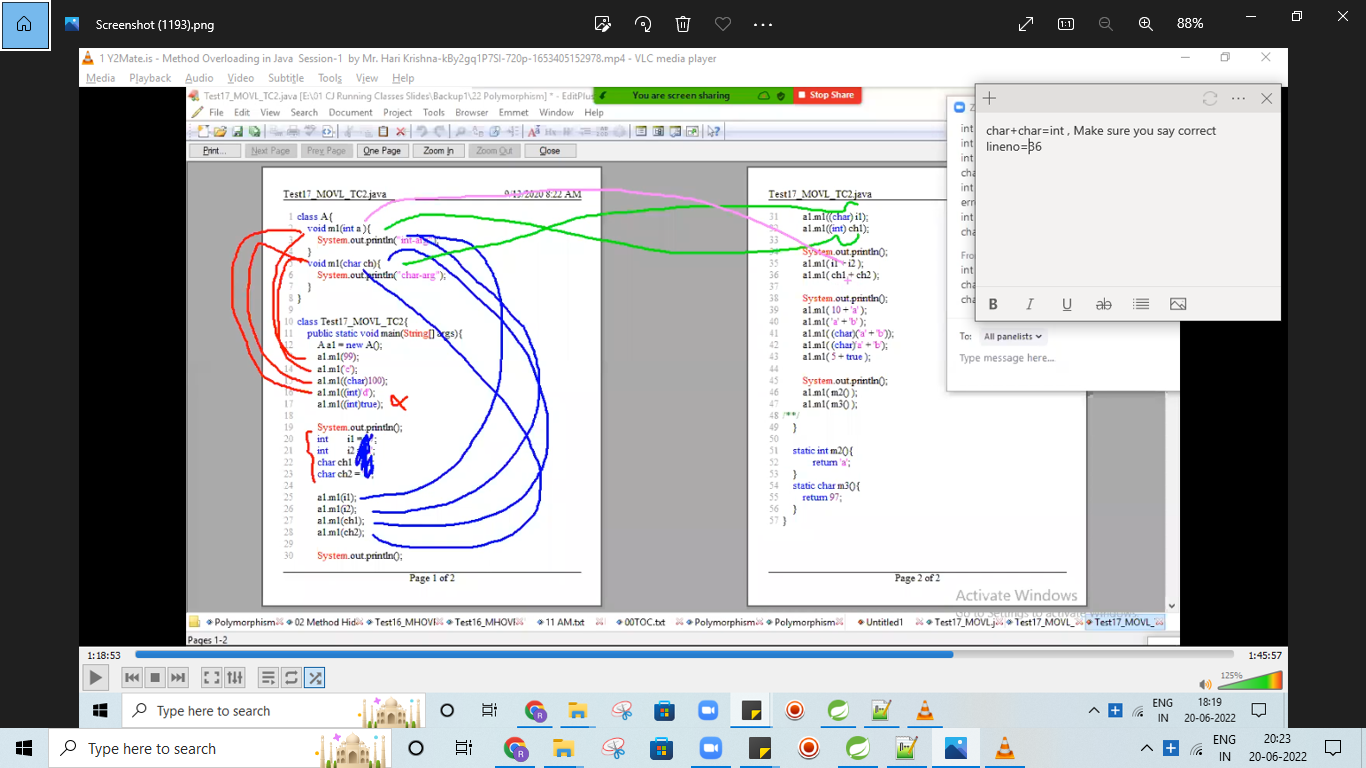 Screenshot (1193).png
88%
1 Y2Mate.is - Method Overloading in Java Session-1 by Mr. Hari Krishna-kBy2gq1P7SI-720p-1653405152978.mp4 - VLC media player
Media Playback Audio Video Subtitle Tools View Help
Test17_MOVL_TC2.java [E:\01 CJ Running Classes Slides\Backup1\22 Polymorphism] * - EditPlus
You are screen sharing
Stop Share
File Edit View Search Document Project Tools Browser Emmet Window Help
Print... Next Page Prev Page One Page Zoom In Zoom Out Close
Test17_MOVL_TC2.java 9/13/2020 8:22 AM
1 class A{
2 void m1(int a ){
3 System.out.println("int-arg");
4 }
5 void m1(char ch){
6 System.out.println("char-arg");
7 }
8 }
9
10 class Test17_MOVL_TC2{
11 public static void main(String[] args){
12 A a1 = new A();
13 a1.m1(99);
14 a1.m1('c');
15 a1.m1((char)100);
16 a1.m1((int)'d');
17 a1.m1((int)true);
18
19 System.out.println();
20 int i1 =
21 int i2
22 char ch1
23 char ch2 =
24
25 a1.m1(i1);
26 a1.m1(i2);
27 a1.m1(ch1);
28 a1.m1(ch2);
29
30 System.out.println();
Page 1 of 2
Test17_MOVL_TC2.java
31 a1.m1((char) i1);
32 a1.m1((int) ch1);
33
34 System.out.println();
35 a1.m1( i1 + i2 );
36 a1.m1( ch1 + ch2 );
37
38 System.out.println();
39 a1.m1( 10 + 'a' );
40 a1.m1( 'a' + 'b' );
41 a1.m1( (char)('a' + 'b'));
42 a1.m1( (char)'a' + 'b' );
43 a1.m1( 5 + true );
44
45 System.out.println();
46 a1.m1( m2() );
47 a1.m1( m3() );
48 /**/
49 }
50
51 static int m2(){
52 return 'a';
53 }
54 static char m3(){
55 return 97;
56 }
57 }
Page 2 of 2
char+char=int , Make sure you say correct
lineno=36
B I U ab
To: All panelists
Type message here...
Activate Windows
Go to Settings to activate Windows.
Polymorphism 02 Method Hid Test16_MHOVI Test16_MHOVI 11 AM.txt 00TOC.txt Polymorphism Polymorphism Untitled1 Test17_MOVL.j Test17_MOVL_ Test17_MOVL_
Pages 1-2
1:18:53 1:45:57
125%
Type here to search
ENG
IN
18:19
20-06-2022
Type here to search
ENG
IN
20:23
20-06-2022